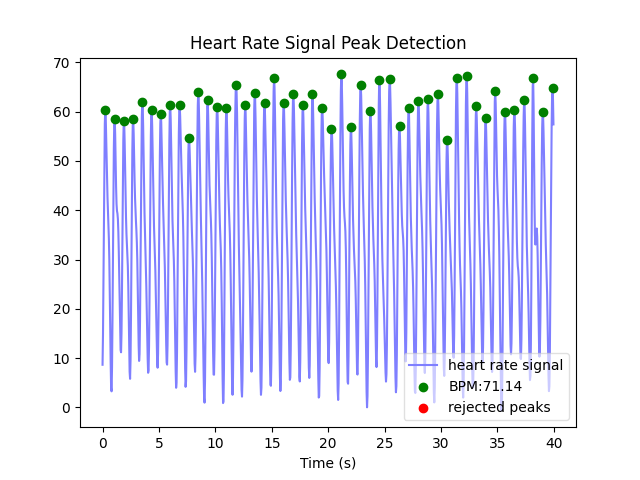 Heart Rate Signal Peak Detection
70
60
50
40
30
20
10
0
heart rate signal
BPM:71.14
rejected peaks
0 5 10 15 20 25 30 35 40
Time (s)